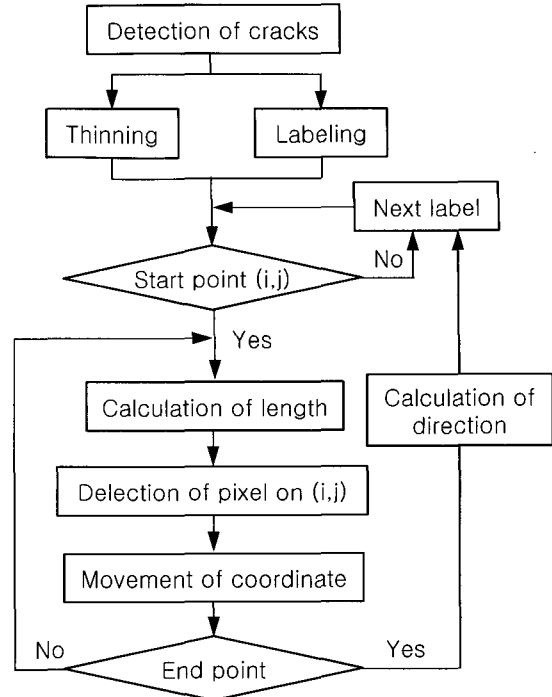 Detection of cracks
Thinning
Labeling
Next label
Start point (i,j)
No
Yes
Calculation of length
Calculation of
direction
Delection of pixel on (i,j)
Movement of coordinate
No
Yes
End point